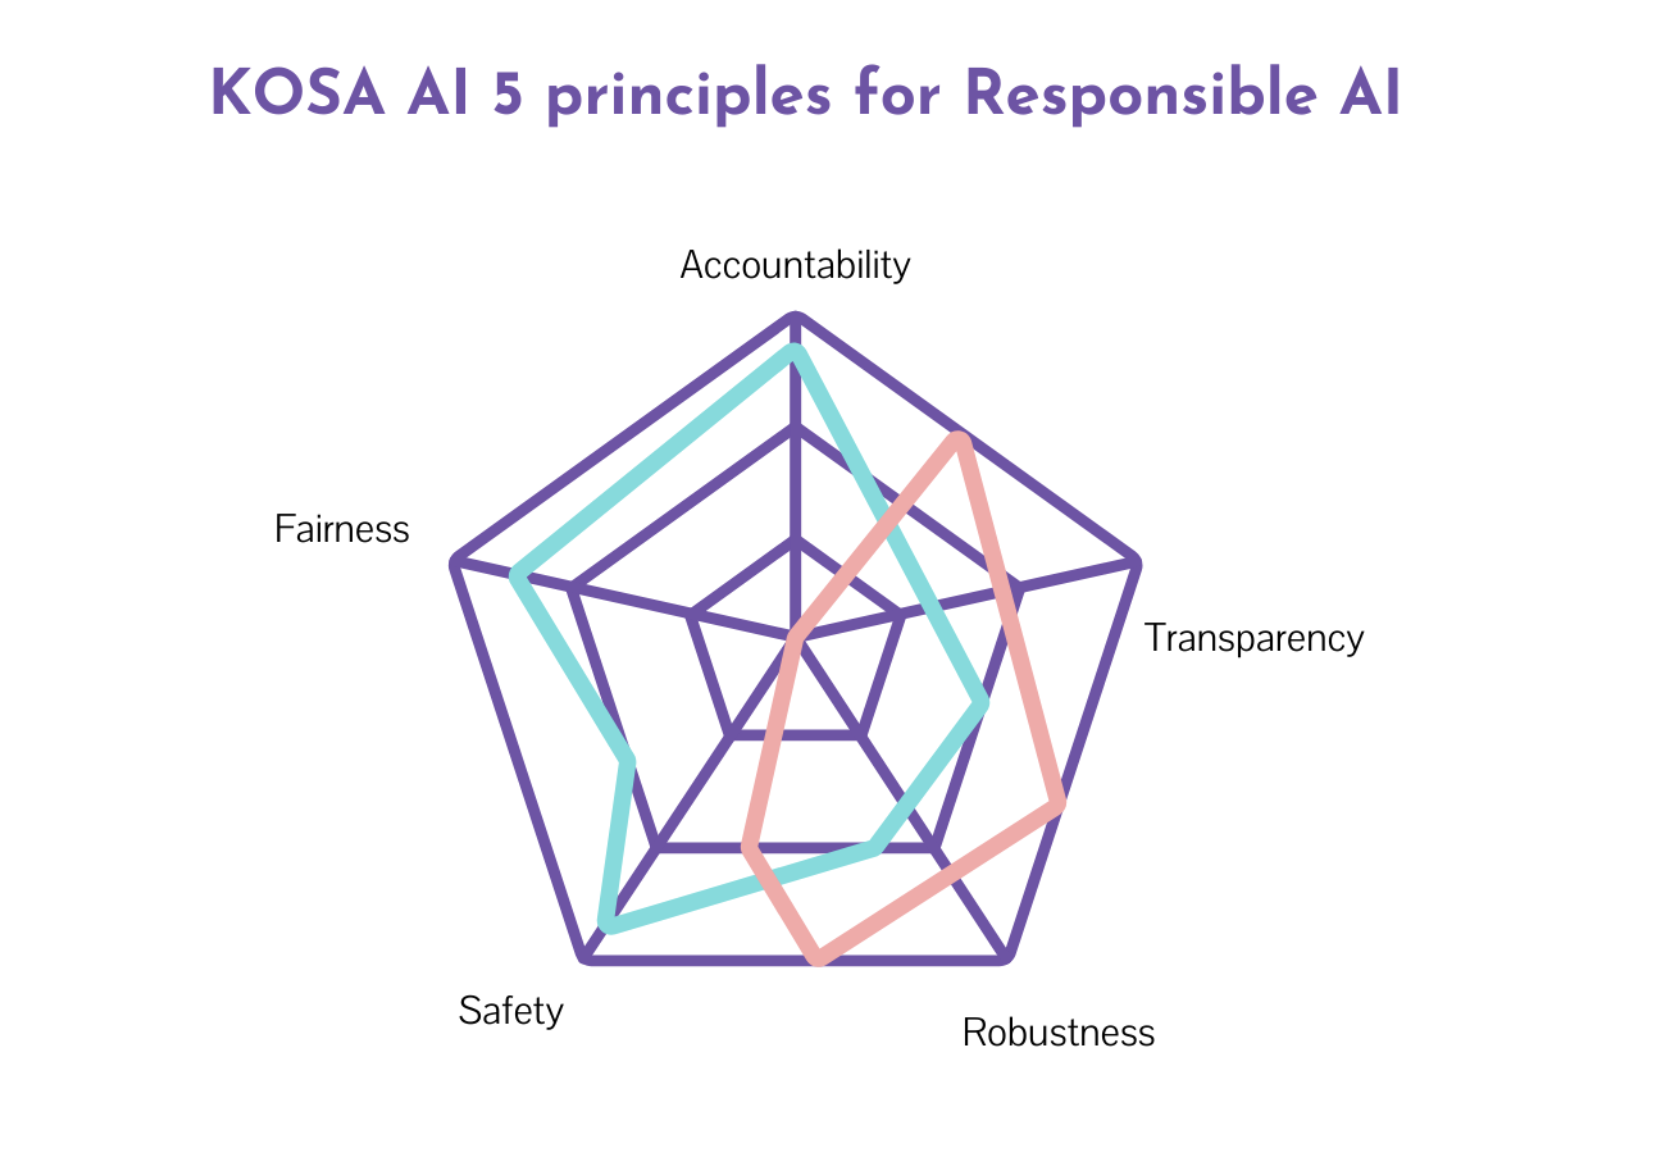 KOSA AI 5 principles for Responsible AI
Accountability
Fairness
Transparency
Safety
Robustness